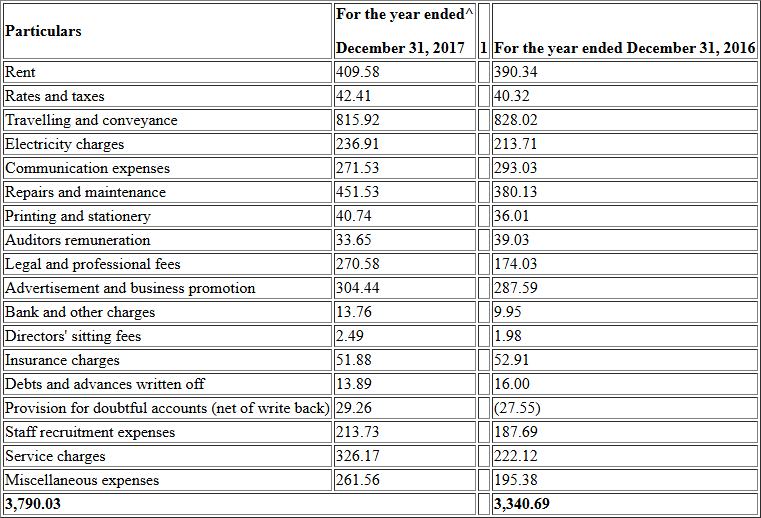 Particulars For the year ended^ December 31, 2017 1 For the year ended December 31, 2016
Rent 409.58 390.34
Rates and taxes 42.41 40.32
Travelling and conveyance 815.92 828.02
Electricity charges 236.91 213.71
Communication expenses 271.53 293.03
Repairs and maintenance 451.53 380.13
Printing and stationery 40.74 36.01
Auditors remuneration 33.65 39.03
Legal and professional fees 270.58 174.03
Advertisement and business promotion 304.44 287.59
Bank and other charges 13.76 9.95
Directors' sitting fees 2.49 1.98
Insurance charges 51.88 52.91
Debts and advances written off 13.89 16.00
Provision for doubtful accounts (net of write back) 29.26 (27.55)
Staff recruitment expenses 213.73 187.69
Service charges 326.17 222.12
Miscellaneous expenses 261.56 195.38
3,790.03 3,340.69